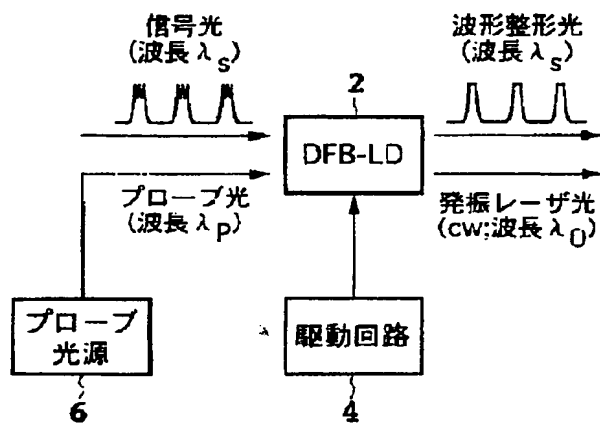 信号光
(波長 λS)
波形整形光
(波長 λS)
2
DFB-LD
プローブ光
(波長 λP)
発振レーザ光
(cw;波長 λ0)
プローブ
光源
駆動回路
6
4